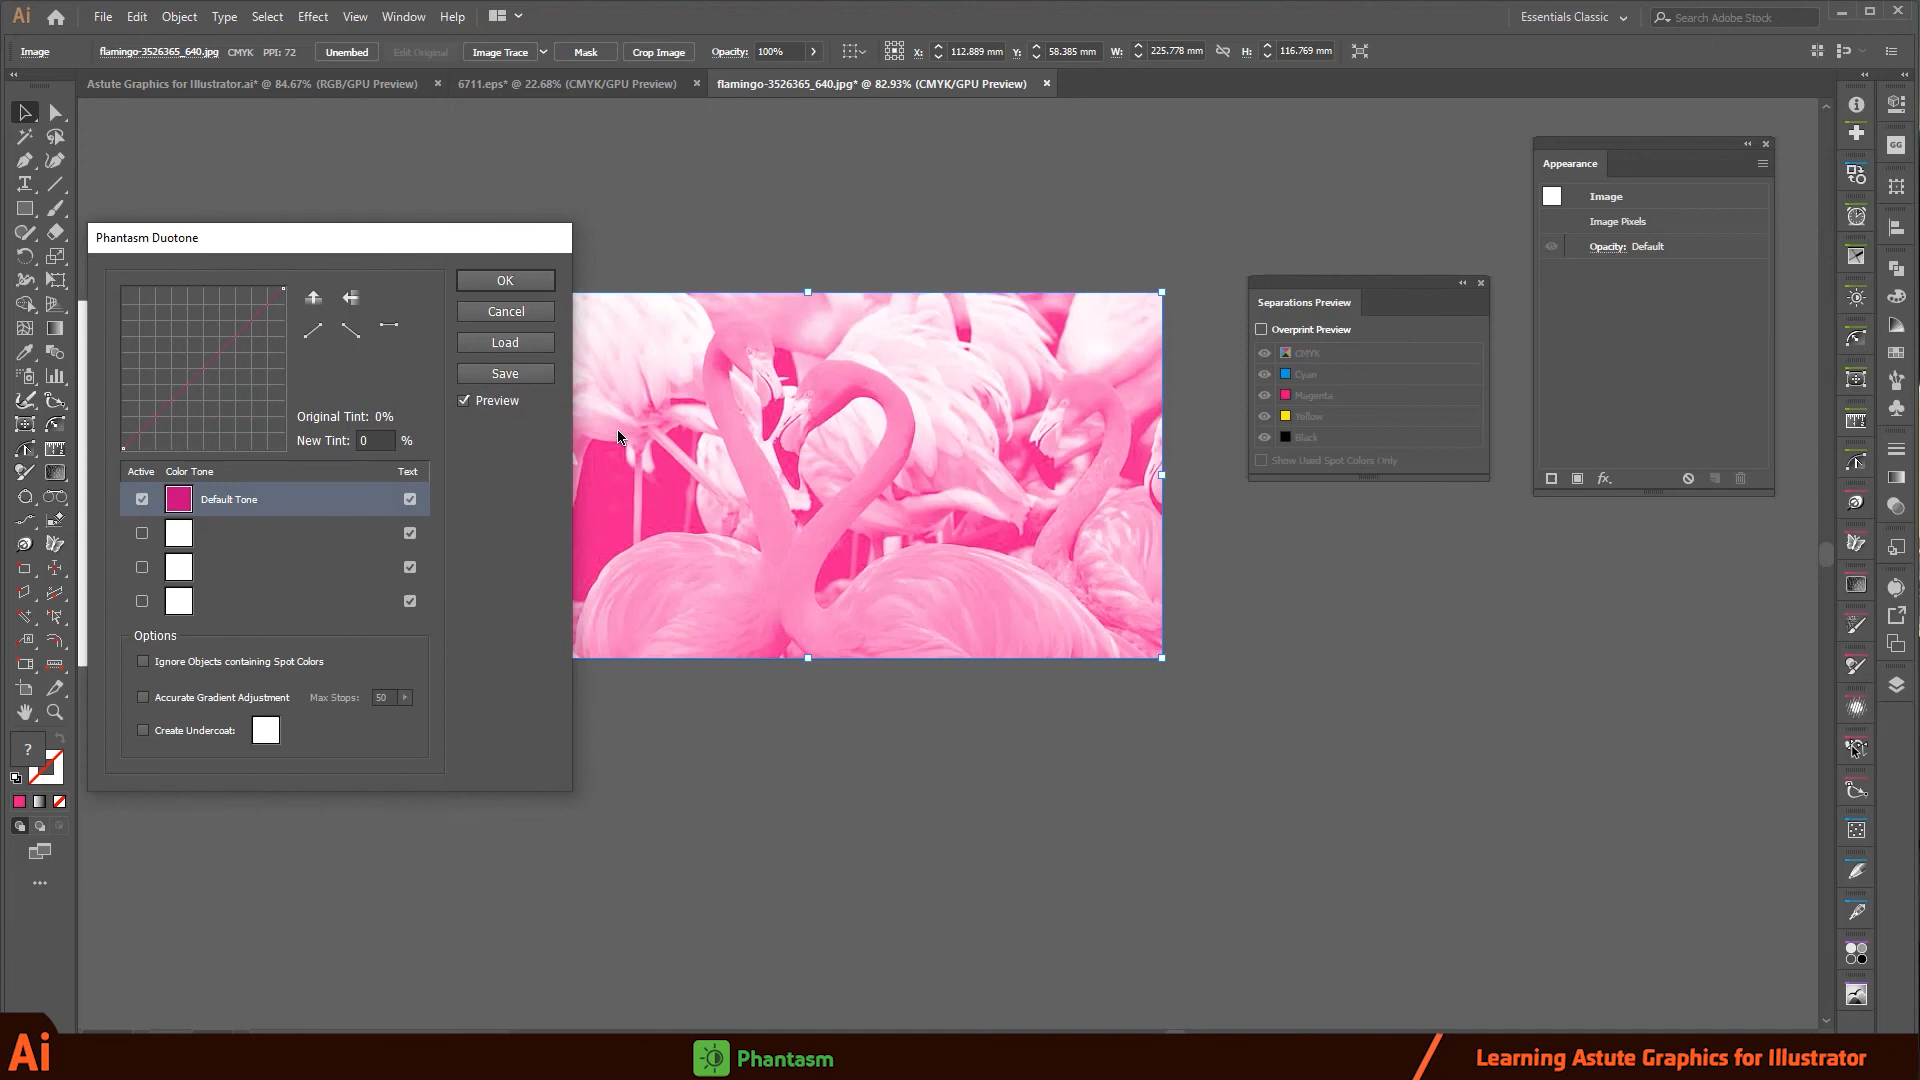 Ai File Edit Object Type Select Effect View Window Help Essentials Classic Search Adobe Stock
Image flamingo-3526365_640.jpg CMYK PPI: 72 Unembed Edit Original Image Trace Mask Crop Image Opacity: 100% X: 112.889 mm Y: 58.385 mm W: 225.778 mm H: 116.769 mm
Astute Graphics for Illustrator.ai* @ 84.67% (RGB/GPU Preview) 6711.eps* @ 22.68% (CMYK/GPU Preview) flamingo-3526365_640.jpg* @ 82.93% (CMYK/GPU Preview)
GG
Appearance
Image
Image Pixels
Opacity: Default
fx
Phantasm Duotone
OK
Cancel
Load
Save
Preview
Original Tint: 0%
New Tint: 0 %
Active Color Tone Text
Default Tone
Options
Ignore Objects containing Spot Colors
Accurate Gradient Adjustment Max Stops: 50
Create Undercoat:
Separations Preview
Overprint Preview
CMYK
Cyan
Magenta
Yellow
Black
Show Used Spot Colors Only
?
Ai Phantasm Learning Astute Graphics for Illustrator